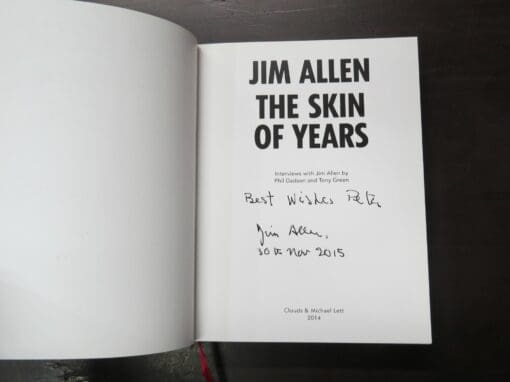 JIM ALLEN
THE SKIN
OF YEARS
Interviews with Jim Allen by
Phil Dadson and Tony Green
Best Wishes Peter
Jim Allen,
30th Nov 2015
Clouds & Michael Lett
2014